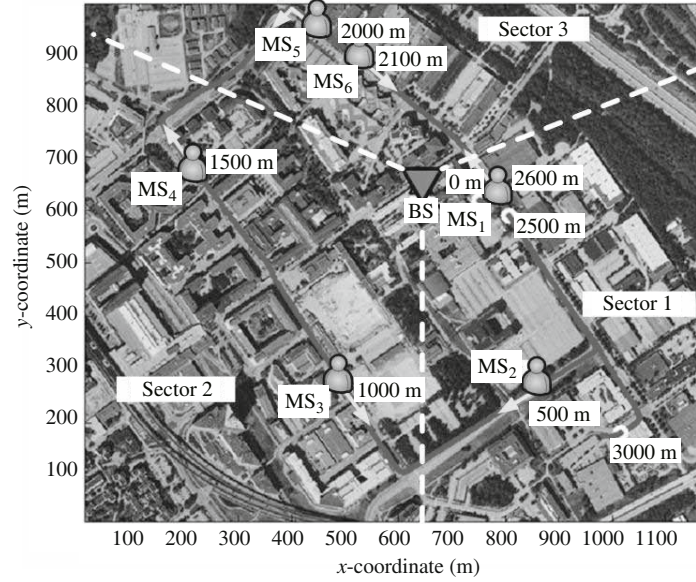 Sector 3
900
MS5
2000 m
2100 m
MS6
800
700
1500 m
MS4
0 m
2600 m
BS
MS1
2500 m
600
y-coordinate (m)
500
400
Sector 1
300
MS2
Sector 2
MS3
1000 m
500 m
200
3000 m
100
100 200 300 400 500 600 700 800 900 1000 1100
x-coordinate (m)